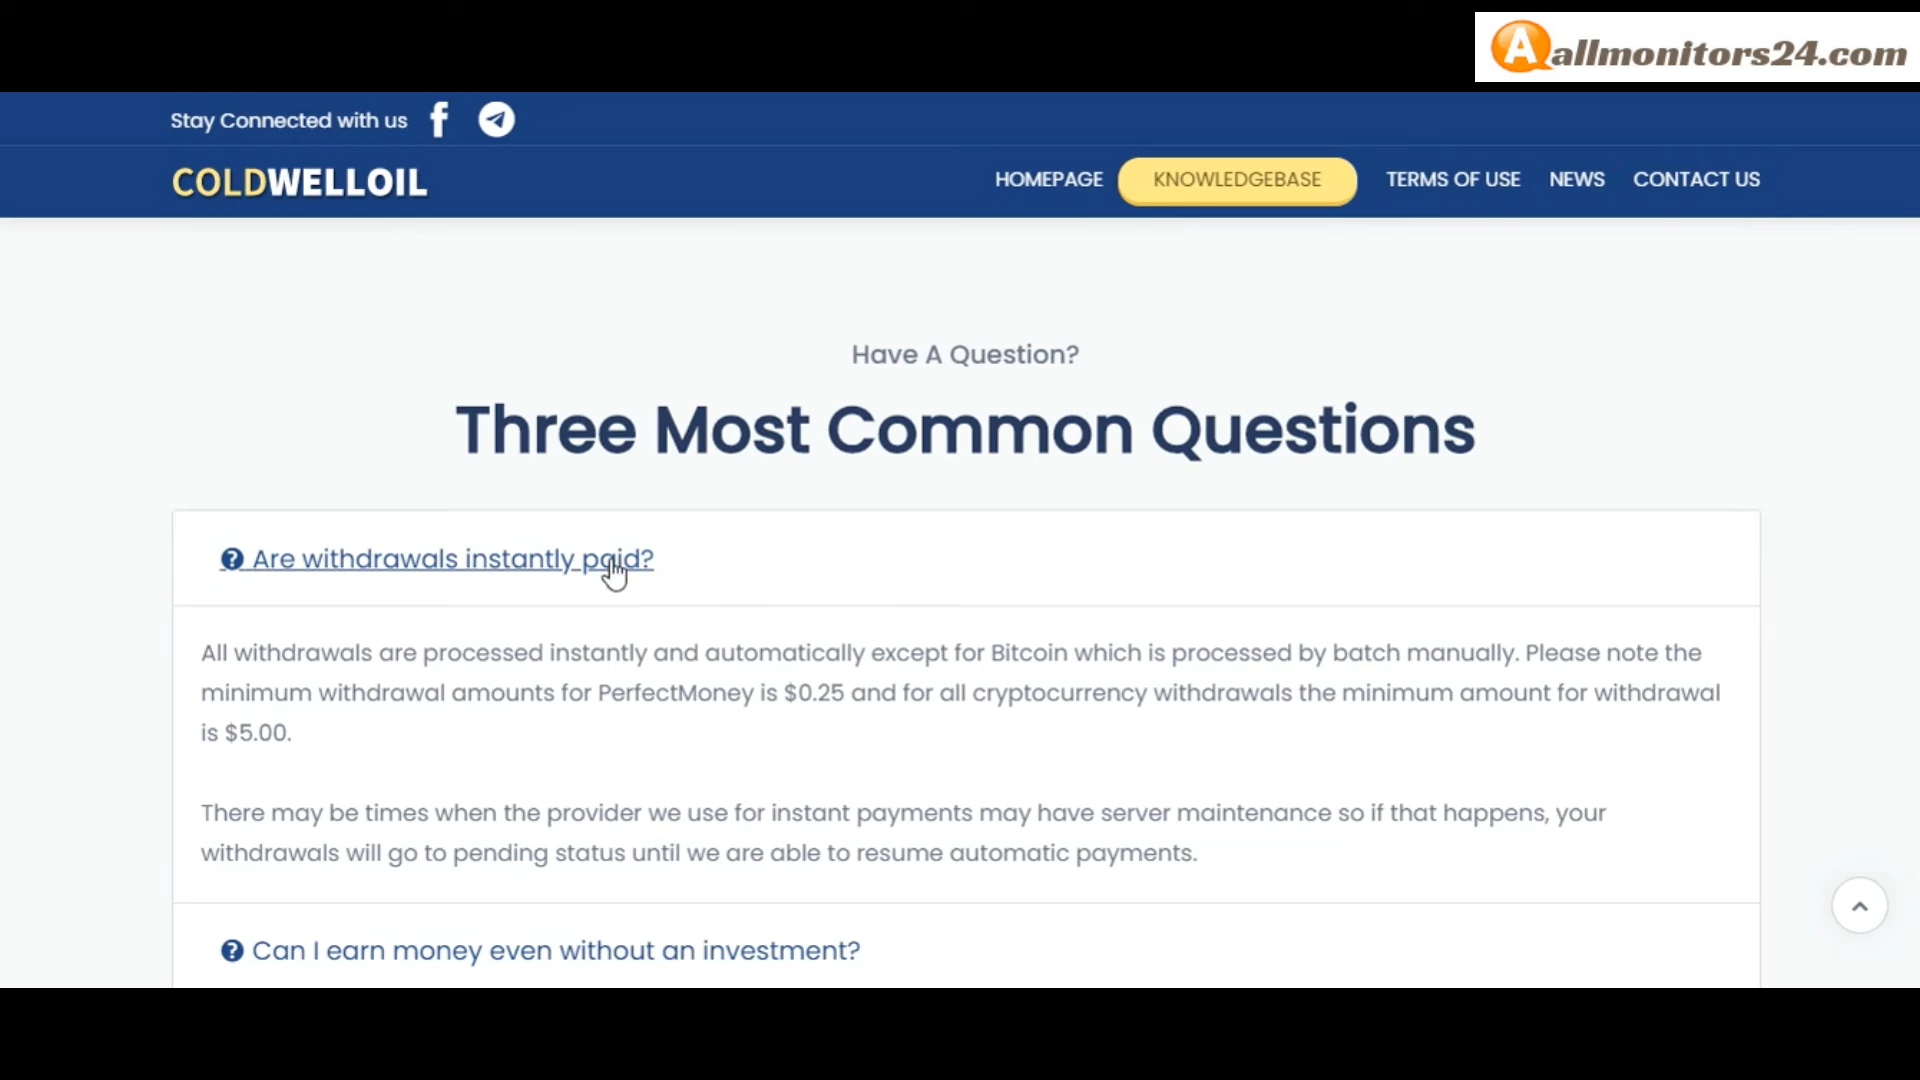 allmonitors24.com
Stay Connected with us
COLDWELLOIL
HOMEPAGE
KNOWLEDGEBASE
TERMS OF USE
NEWS
CONTACT US
Have A Question?
Three Most Common Questions
Are withdrawals instantly paid?
All withdrawals are processed instantly and automatically except for Bitcoin which is processed by batch manually. Please note the
minimum withdrawal amounts for PerfectMoney is $0.25 and for all cryptocurrency withdrawals the minimum amount for withdrawal
is $5.00.
There may be times when the provider we use for instant payments may have server maintenance so if that happens, your
withdrawals will go to pending status until we are able to resume automatic payments.
Can I earn money even without an investment?